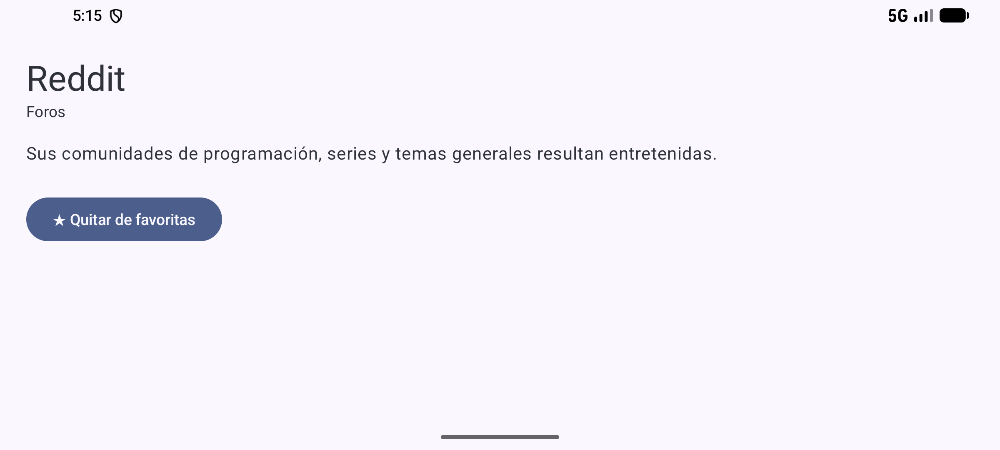 5:15 5G
Reddit
Foros
Sus comunidades de programación, series y temas generales resultan entretenidas.
★ Quitar de favoritas